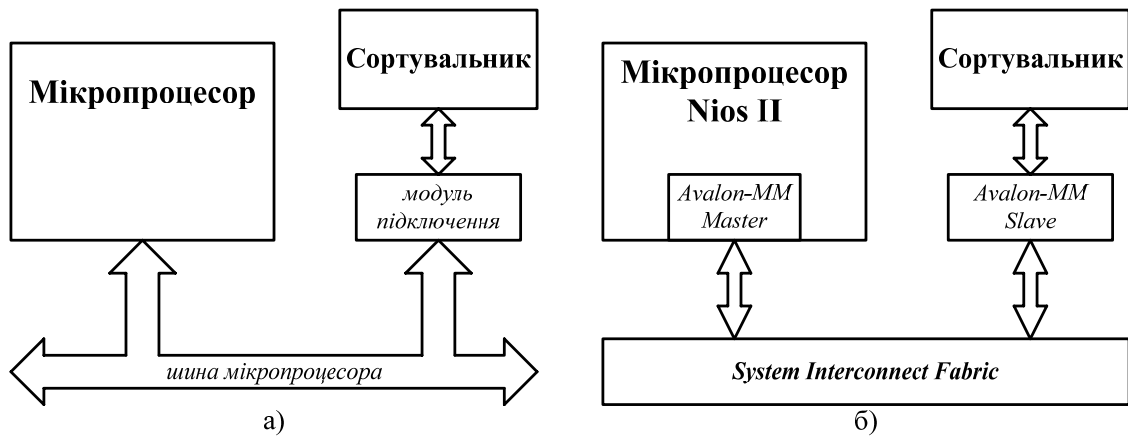 Мікропроцесор
Сортувальник
модуль
підключення
шина мікропроцесора
а)
Мікропроцесор
Nios II
Avalon-MM
Master
Сортувальник
Avalon-MM
Slave
System Interconnect Fabric
б)